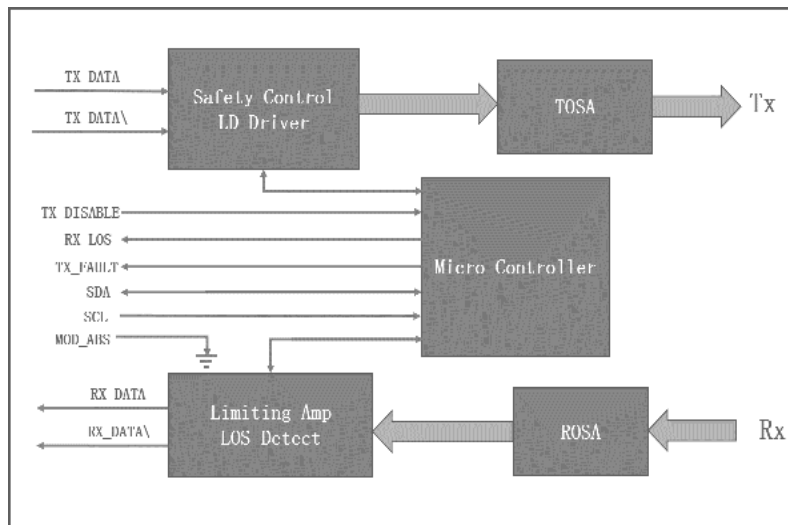 TX DATA
TX DATA\
Safety Control
LD Driver
TOSA
Tx
TX DISABLE
RX LOS
TX_FAULT
SDA
SCL
MOD_ABS
Micro Controller
RX DATA
RX_DATA\
Limiting Amp
LOS Detect
ROSA
Rx